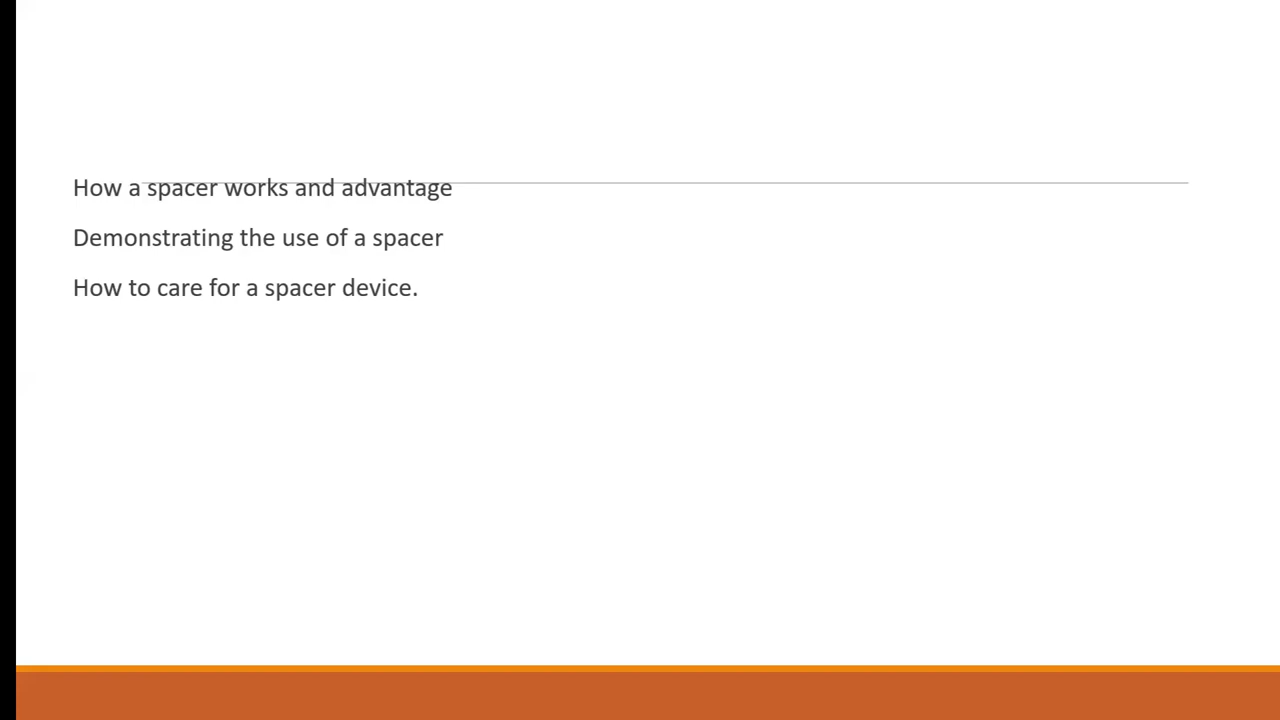 How a spacer works and advantage
Demonstrating the use of a spacer
How to care for a spacer device.